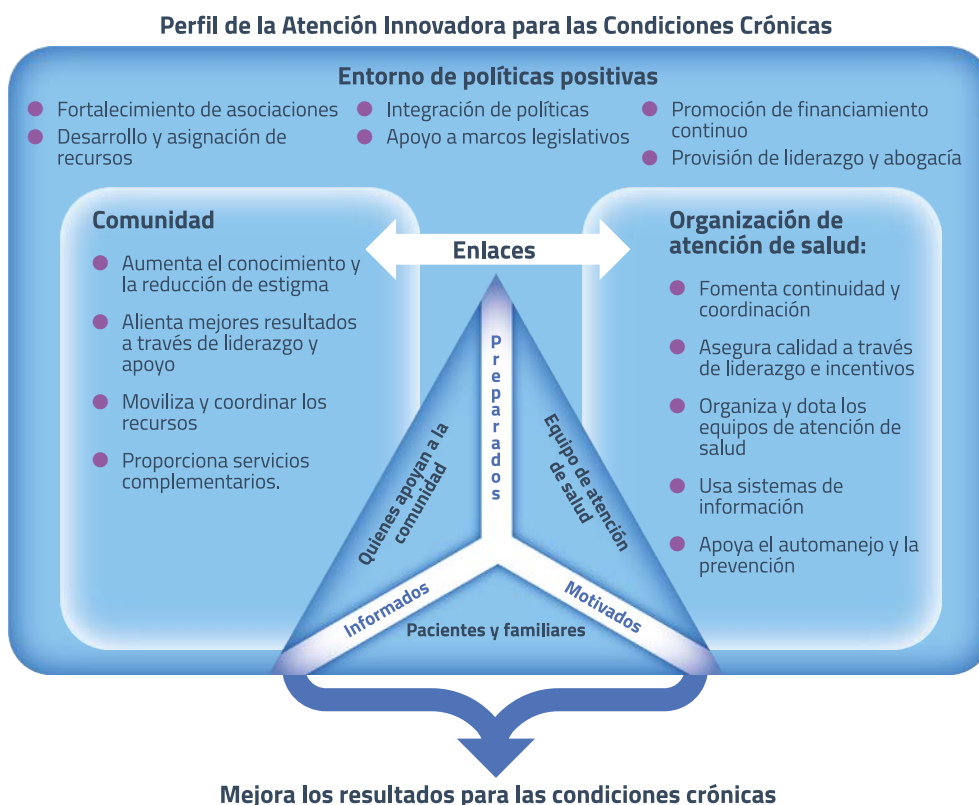 Perfil de la Atención Innovadora para las Condiciones Crónicas
Entorno de políticas positivas
Fortalecimiento de asociaciones
Desarrollo y asignación de
recursos
Integración de políticas
Apoyo a marcos legislativos
Promoción de financiamiento
continuo
Provisión de liderazgo y abogacía
Comunidad
Aumenta el conocimiento y
la reducción de estigma
Alienta mejores resultados
a través de liderazgo y
apoyo
Moviliza y coordinar los
recursos
Proporciona servicios
complementarios.
Enlaces
Organización de
atención de salud:
Fomenta continuidad y
coordinación
Asegura calidad a través
de liderazgo e incentivos
Organiza y dota los
equipos de atención de
salud
Usa sistemas de
información
Apoya el automanejo y la
prevención
Preparados
Quienes apoyan a la
comunidad
Equipo de atención
de salud
Informados
Motivados
Pacientes y familiares
Mejora los resultados para las condiciones crónicas